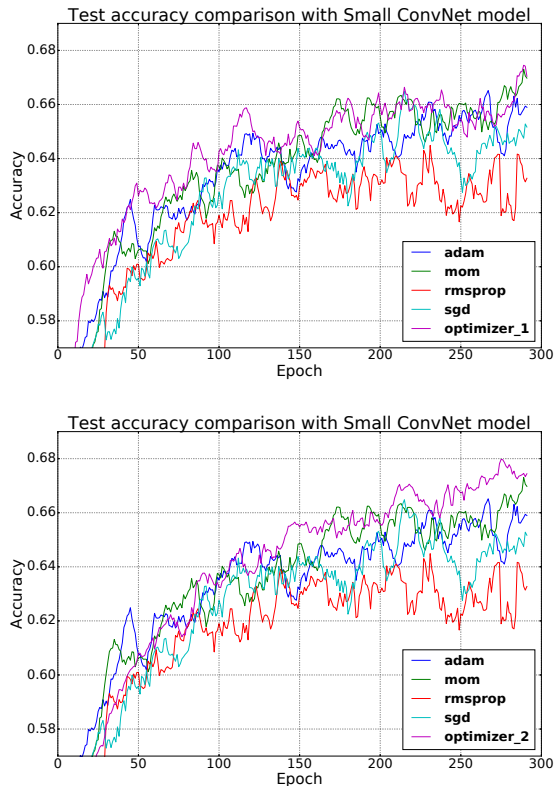 Test accuracy comparison with Small ConvNet model
0.68
0.66
0.64
0.62
0.60
0.58
Accuracy
adam
mom
rmsprop
sgd
optimizer_1
0 50 100 150 200 250 300
Epoch
Test accuracy comparison with Small ConvNet model
0.68
0.66
0.64
0.62
0.60
0.58
Accuracy
adam
mom
rmsprop
sgd
optimizer_2
0 50 100 150 200 250 300
Epoch